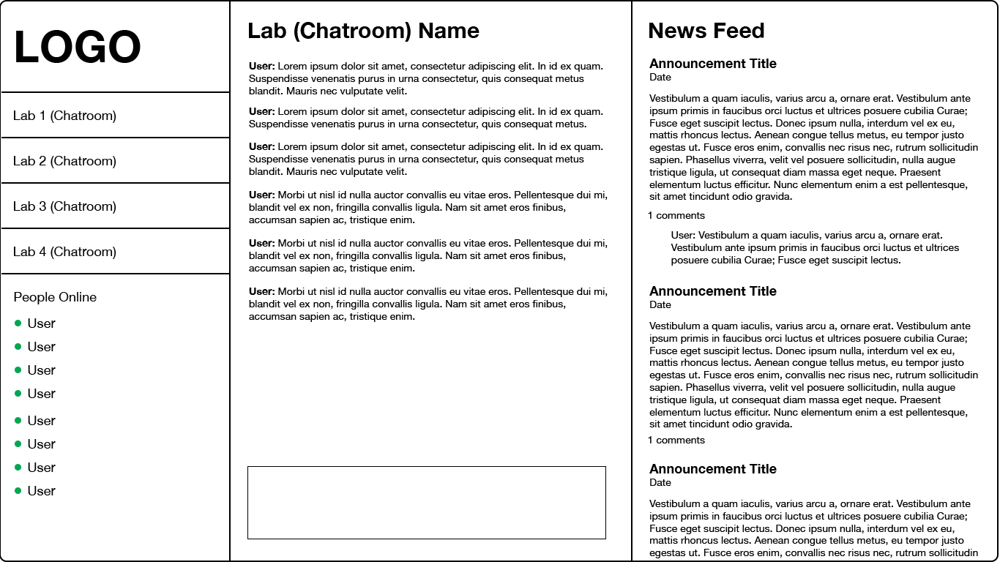 LOGO
Lab 1 (Chatroom)
Lab 2 (Chatroom)
Lab 3 (Chatroom)
Lab 4 (Chatroom)
People Online
User
User
User
User
User
User
User
User
Lab (Chatroom) Name
User: Lorem ipsum dolor sit amet, consectetur adipiscing elit. In id ex quam.
Suspendisse venenatis purus in urna consectetur, quis consequat metus
blandit. Mauris nec vulputate velit.
User: Lorem ipsum dolor sit amet, consectetur adipiscing elit. In id ex quam.
Suspendisse venenatis purus in urna consectetur, quis consequat metus.
User: Lorem ipsum dolor sit amet, consectetur adipiscing elit. In id ex quam.
Suspendisse venenatis purus in urna consectetur, quis consequat metus
blandit. Mauris nec vulputate velit.
User: Morbi ut nisl id nulla auctor convallis eu vitae eros. Pellentesque dui mi,
blandit vel ex non, fringilla convallis ligula. Nam sit amet eros finibus,
accumsan sapien ac, tristique enim.
User: Morbi ut nisl id nulla auctor convallis eu vitae eros. Pellentesque dui mi,
blandit vel ex non, fringilla convallis ligula. Nam sit amet eros finibus,
accumsan sapien ac, tristique enim.
User: Morbi ut nisl id nulla auctor convallis eu vitae eros. Pellentesque dui mi,
blandit vel ex non, fringilla convallis ligula. Nam sit amet eros finibus,
accumsan sapien ac, tristique enim.
News Feed
Announcement Title
Date
Vestibulum a quam iaculis, varius arcu a, ornare erat. Vestibulum ante
ipsum primis in faucibus orci luctus et ultrices posuere cubilia Curae;
Fusce eget suscipit lectus. Donec ipsum nulla, interdum vel ex eu,
mattis rhoncus lectus. Aenean congue tellus metus, eu tempor justo
egestas ut. Fusce eros enim, convallis nec risus nec, rutrum sollicitudin
sapien. Phasellus viverra, velit vel posuere sollicitudin, nulla augue
tristique ligula, ut consequat diam massa eget neque. Praesent
elementum luctus efficitur. Nunc elementum enim a est pellentesque,
sit amet tincidunt odio gravida.
1 comments
User: Vestibulum a quam iaculis, varius arcu a, ornare erat.
Vestibulum ante ipsum primis in faucibus orci luctus et ultrices
posuere cubilia Curae; Fusce eget suscipit lectus.
Announcement Title
Date
Vestibulum a quam iaculis, varius arcu a, ornare erat. Vestibulum ante
ipsum primis in faucibus orci luctus et ultrices posuere cubilia Curae;
Fusce eget suscipit lectus. Donec ipsum nulla, interdum vel ex eu,
mattis rhoncus lectus. Aenean congue tellus metus, eu tempor justo
egestas ut. Fusce eros enim, convallis nec risus nec, rutrum sollicitudin
sapien. Phasellus viverra, velit vel posuere sollicitudin, nulla augue
tristique ligula, ut consequat diam massa eget neque. Praesent
elementum luctus efficitur. Nunc elementum enim a est pellentesque,
sit amet tincidunt odio gravida.
1 comments
Announcement Title
Date
Vestibulum a quam iaculis, varius arcu a, ornare erat. Vestibulum ante
ipsum primis in faucibus orci luctus et ultrices posuere cubilia Curae;
Fusce eget suscipit lectus. Donec ipsum nulla, interdum vel ex eu,
mattis rhoncus lectus. Aenean congue tellus metus, eu tempor justo
egestas ut. Fusce eros enim, convallis nec risus nec, rutrum sollicitudin